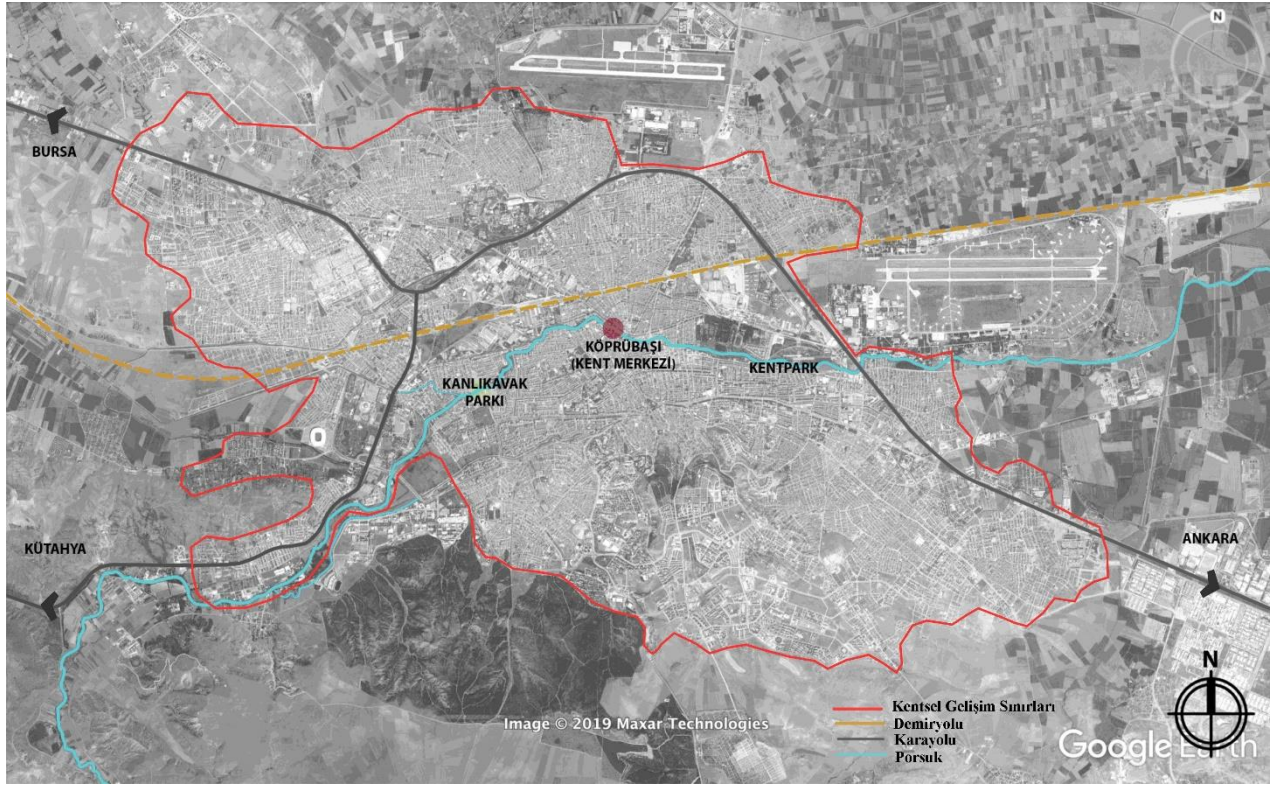 N
BURSA
KÖPRÜBAŞI
(KENT MERKEZİ)
KENTPARK
KANLIKAVAK
PARKI
KÜTAHYA
ANKARA
N
Kentsel Gelişim Sınırları
Demiryolu
Karayolu
Porsuk
Image © 2019 Maxar Technologies
Google Earth